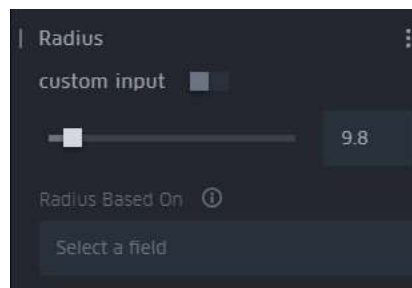 Radius
custom input
9.8
Radius Based On
Select a field